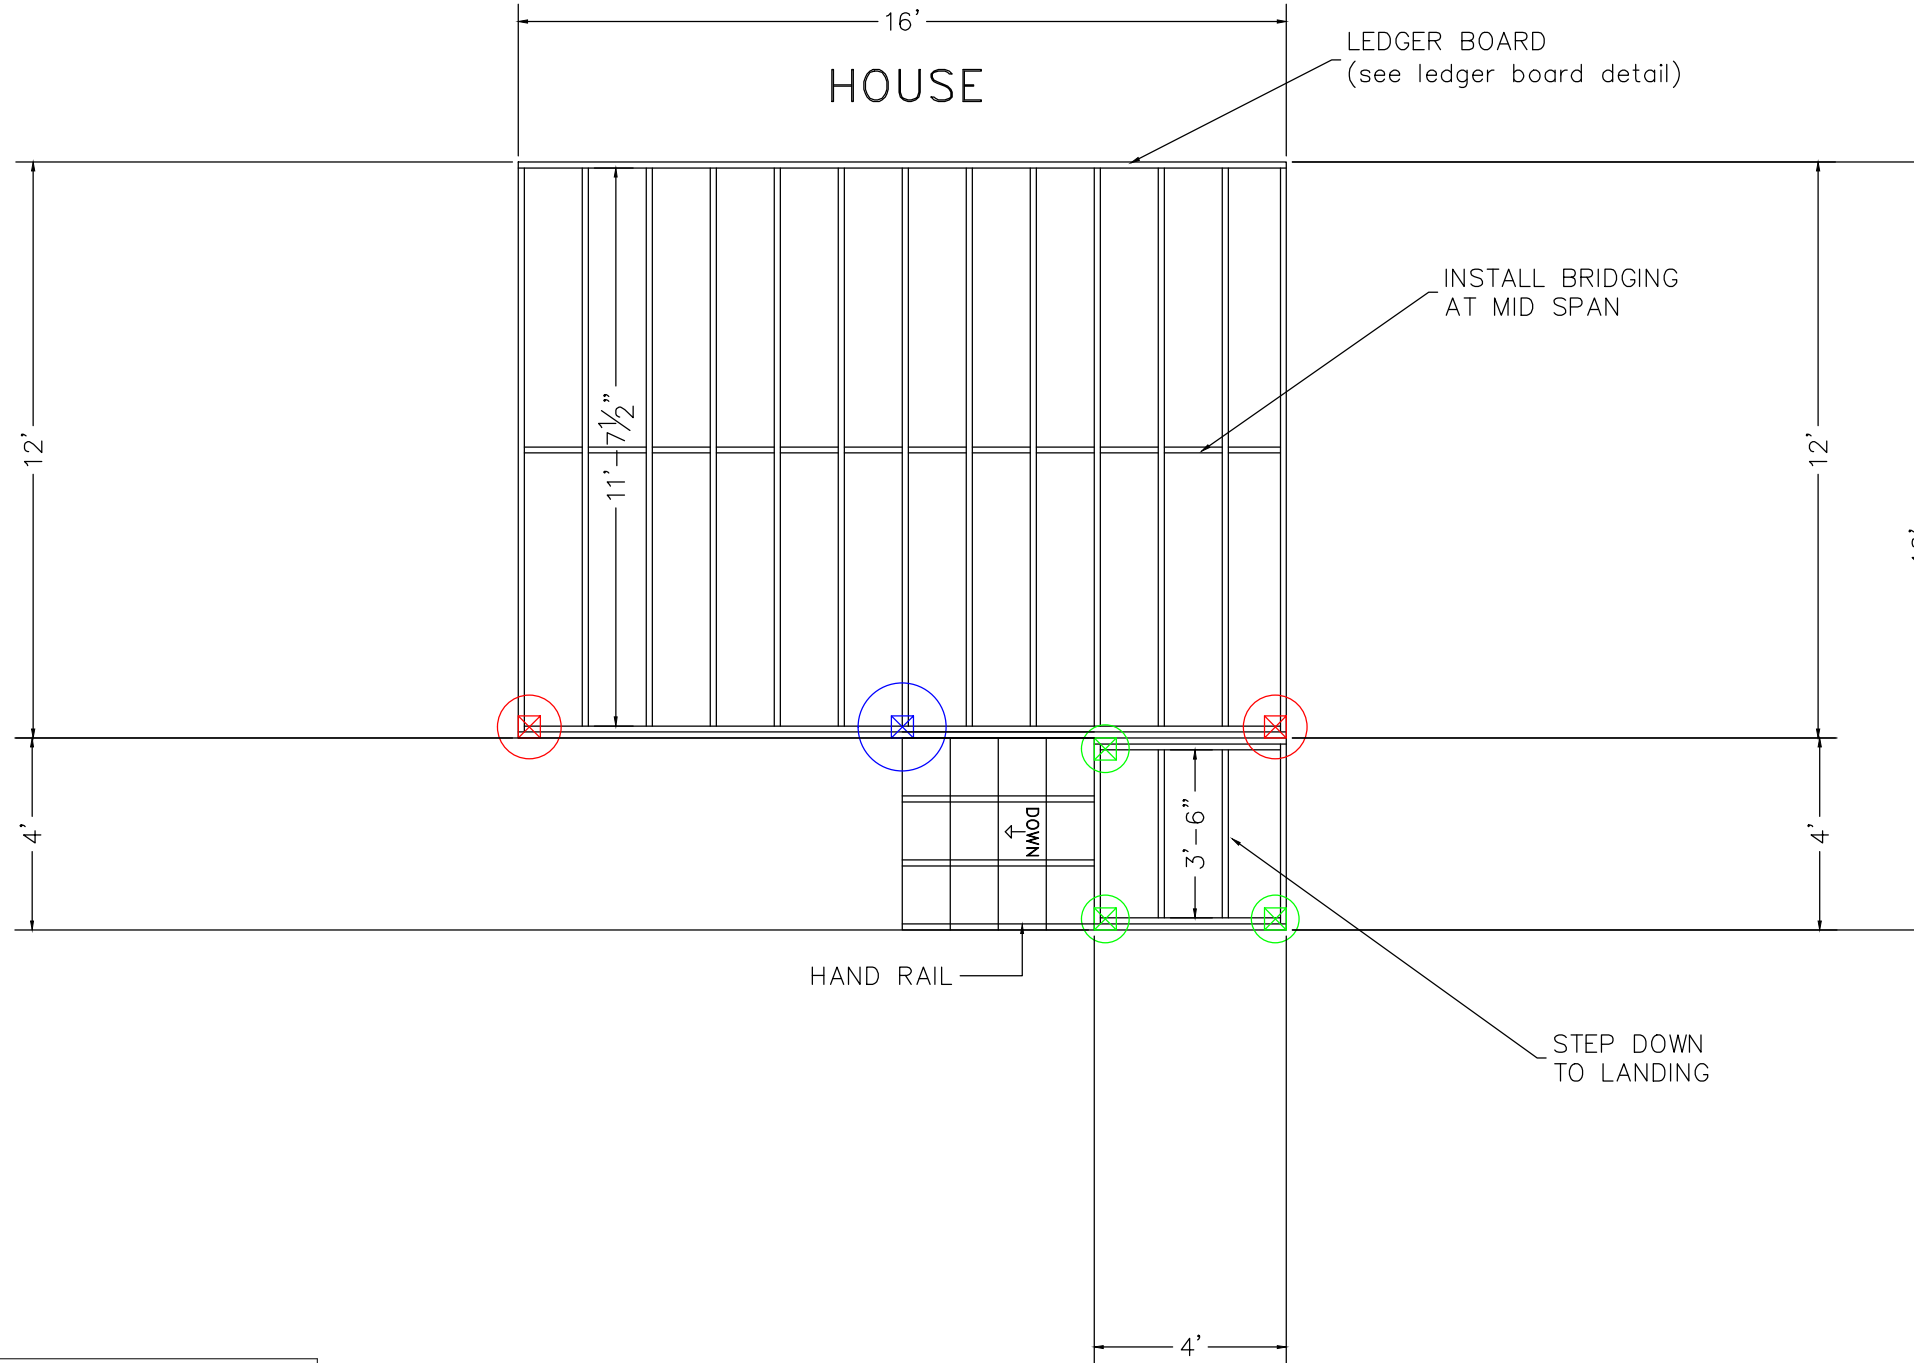 16'
HOUSE
LEDGER BOARD
(see ledger board detail)
INSTALL BRIDGING
AT MID SPAN
12'
11'-7½"
12'
4'
DOWN
3'-6"
4'
HAND RAIL
STEP DOWN
TO LANDING
4'